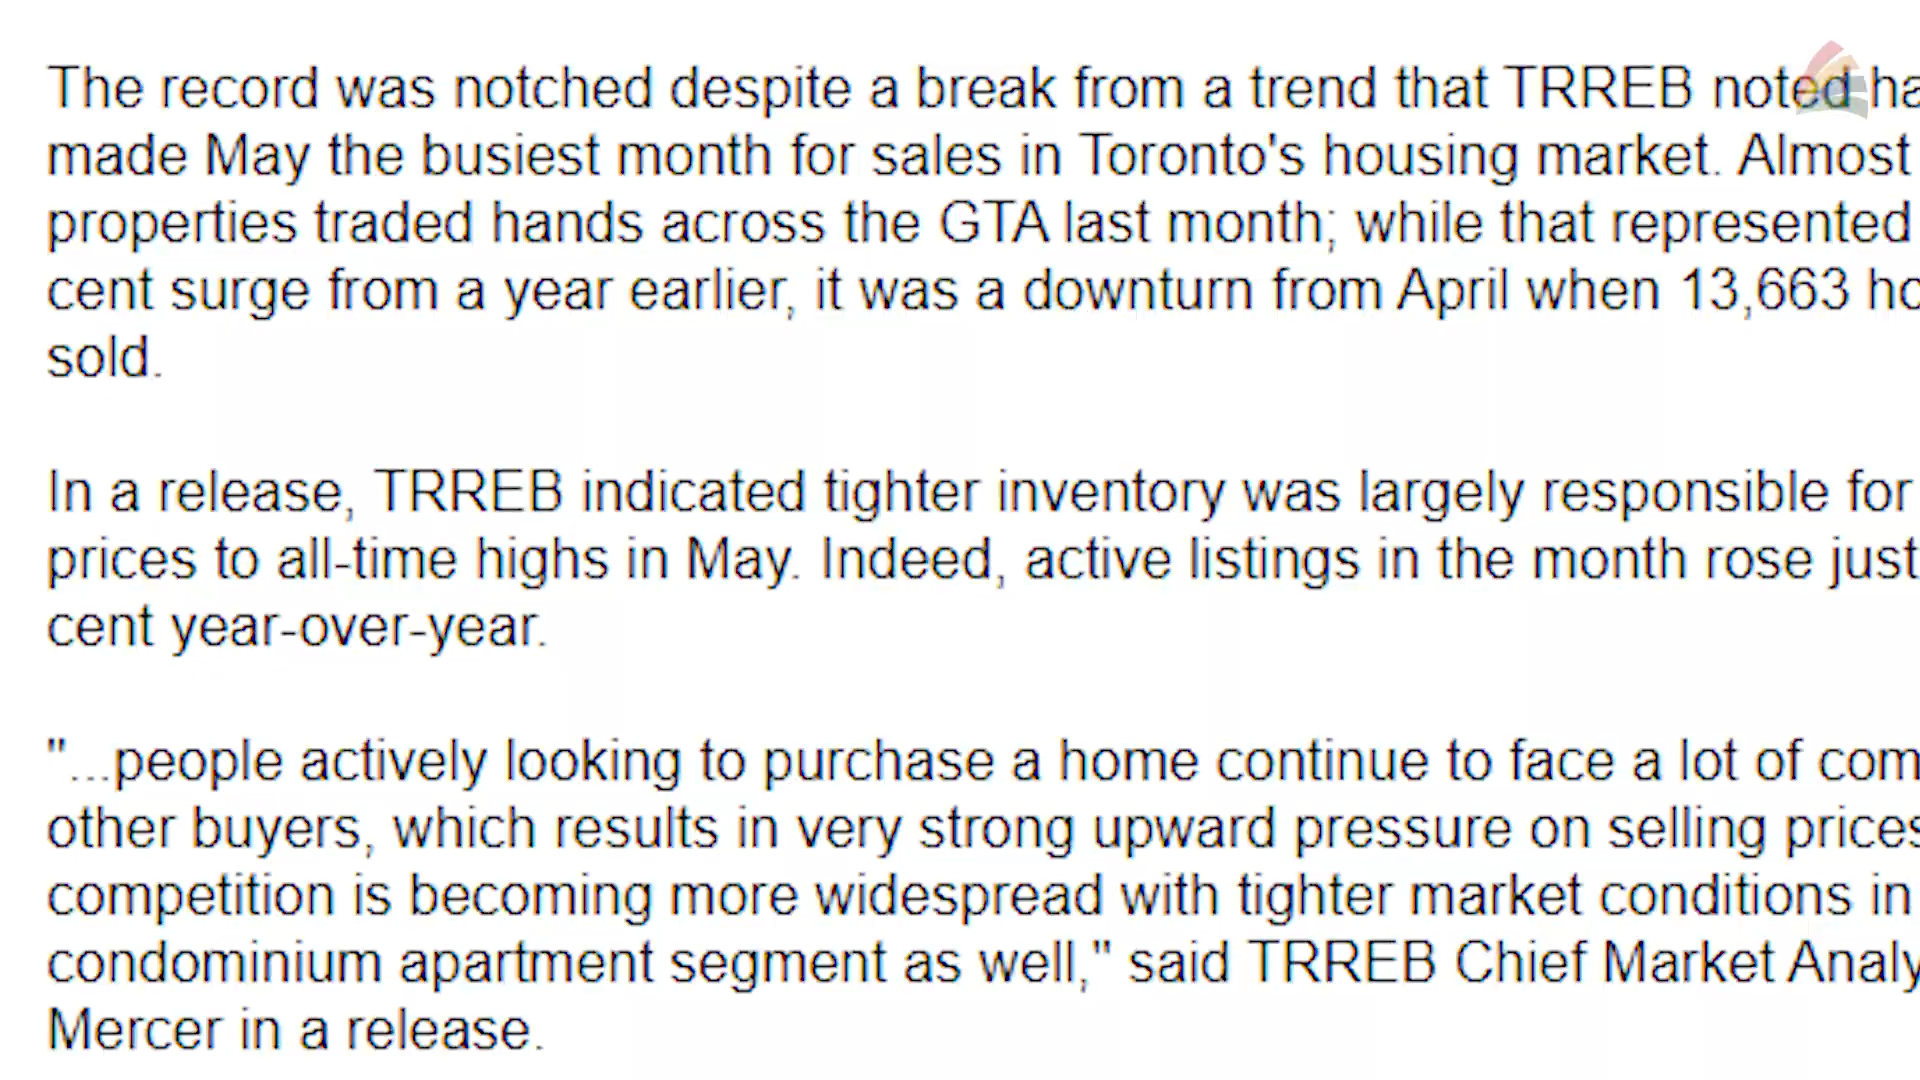 The record was notched despite a break from a trend that TRREB noted ha
made May the busiest month for sales in Toronto's housing market. Almost
properties traded hands across the GTA last month; while that represented
cent surge from a year earlier, it was a downturn from April when 13,663 ho
sold.
In a release, TRREB indicated tighter inventory was largely responsible for
prices to all-time highs in May. Indeed, active listings in the month rose just
cent year-over-year.
"...people actively looking to purchase a home continue to face a lot of com
other buyers, which results in very strong upward pressure on selling prices
competition is becoming more widespread with tighter market conditions in
condominium apartment segment as well," said TRREB Chief Market Analy
Mercer in a release.